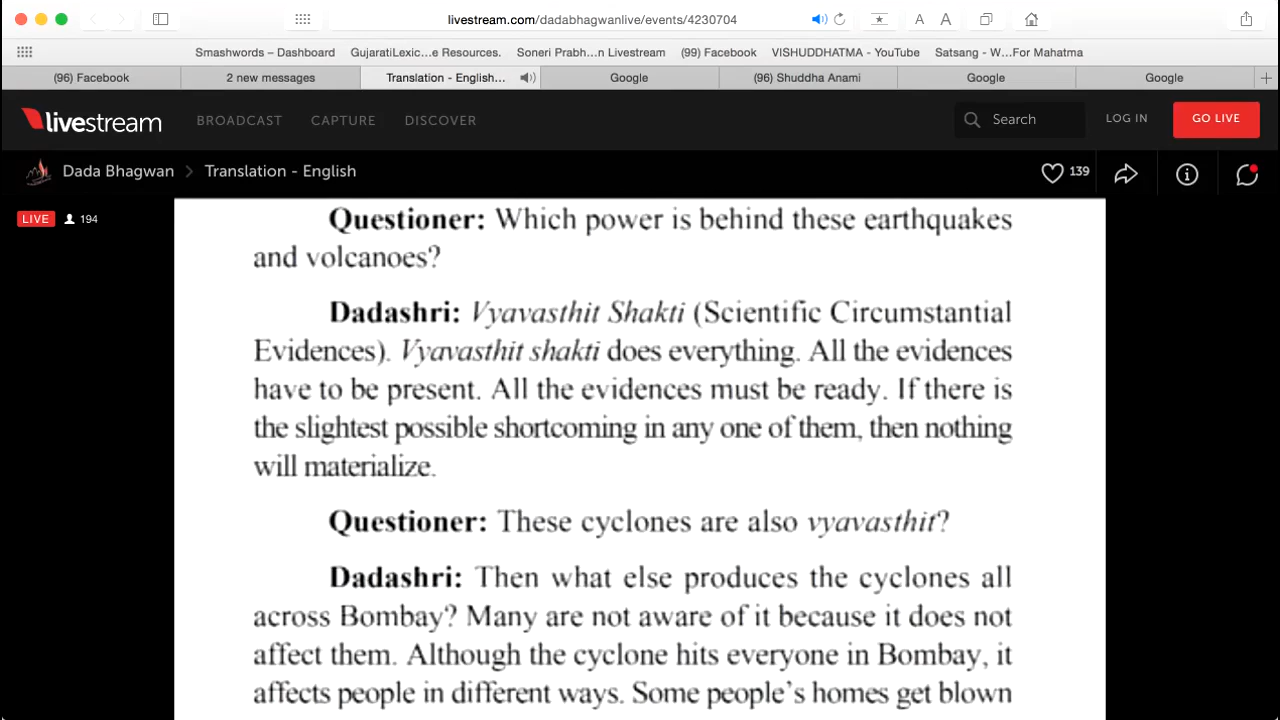 livestream.com/dadabhagwanlive/events/4230704
A A
Smashwords – Dashboard GujaratiLexic...e Resources. Soneri Prabh...n Livestream (99) Facebook VISHUDDHATMA - YouTube Satsang - W...For Mahatma
(96) Facebook 2 new messages Translation - English... Google (96) Shuddha Anami Google Google
livestream BROADCAST CAPTURE DISCOVER Search LOG IN GO LIVE
Dada Bhagwan Translation - English 139
LIVE 194
Questioner: Which power is behind these earthquakes
and volcanoes?
Dadashri: Vyavasthit Shakti (Scientific Circumstantial
Evidences). Vyavasthit shakti does everything. All the evidences
have to be present. All the evidences must be ready. If there is
the slightest possible shortcoming in any one of them, then nothing
will materialize.
Questioner: These cyclones are also vyavasthit?
Dadashri: Then what else produces the cyclones all
across Bombay? Many are not aware of it because it does not
affect them. Although the cyclone hits everyone in Bombay, it
affects people in different ways. Some people's homes get blown